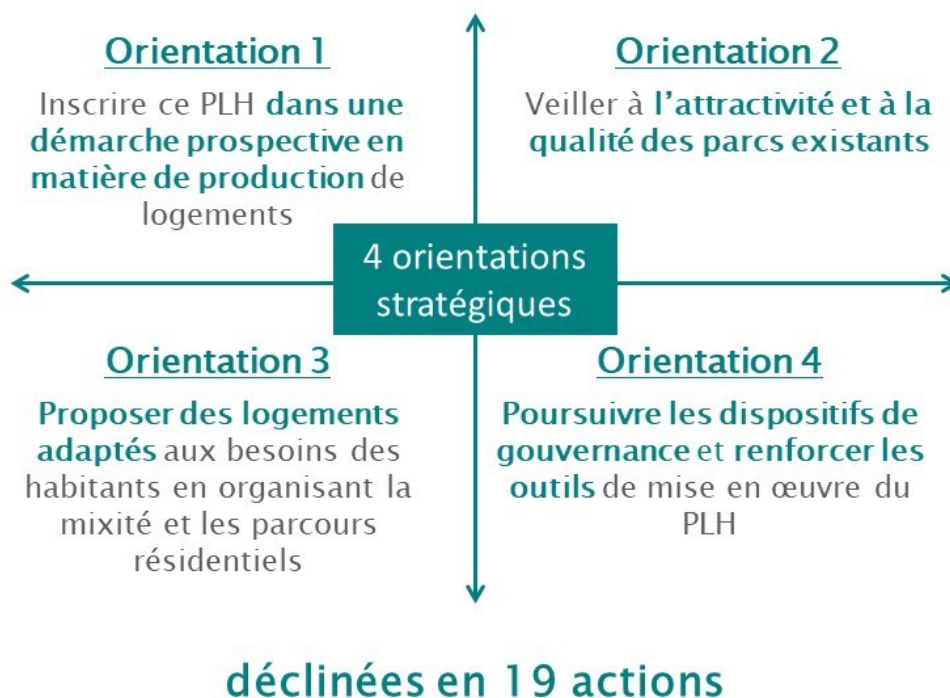 Orientation 1
Inscrire ce PLH dans une
démarche prospective en
matière de production de
logements
Orientation 2
Veiller à l'attractivité et à la
qualité des parcs existants
4 orientations
stratégiques
Orientation 3
Proposer des logements
adaptés aux besoins des
habitants en organisant la
mixité et les parcours
résidentiels
Orientation 4
Poursuivre les dispositifs de
gouvernance et renforcer les
outils de mise en œuvre du
PLH
déclinées en 19 actions